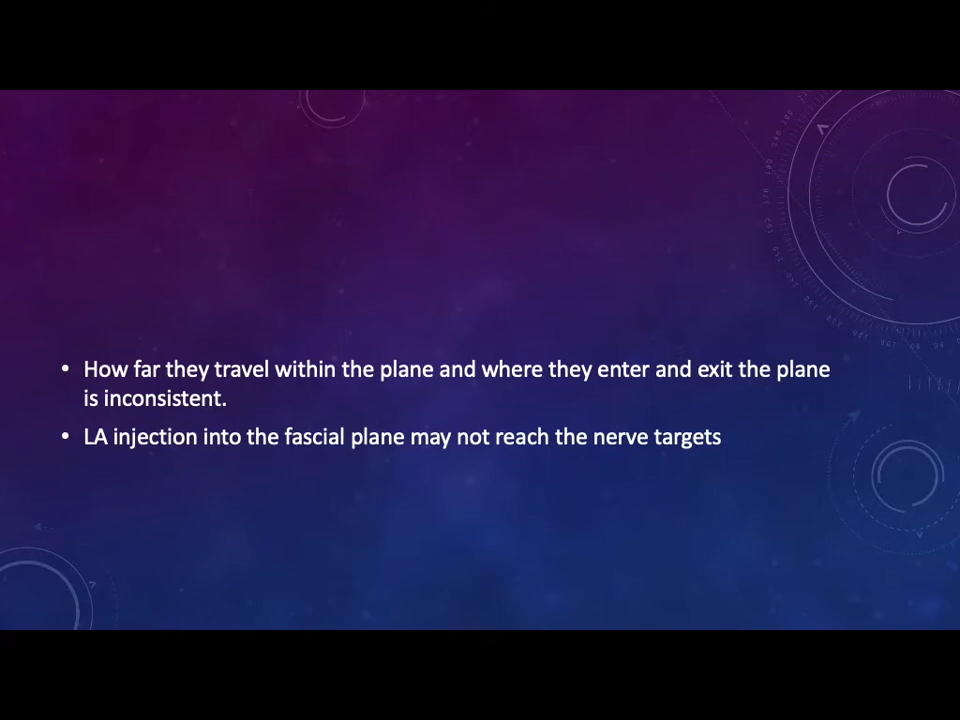 • How far they travel within the plane and where they enter and exit the plane
is inconsistent.
• LA injection into the fascial plane may not reach the nerve targets